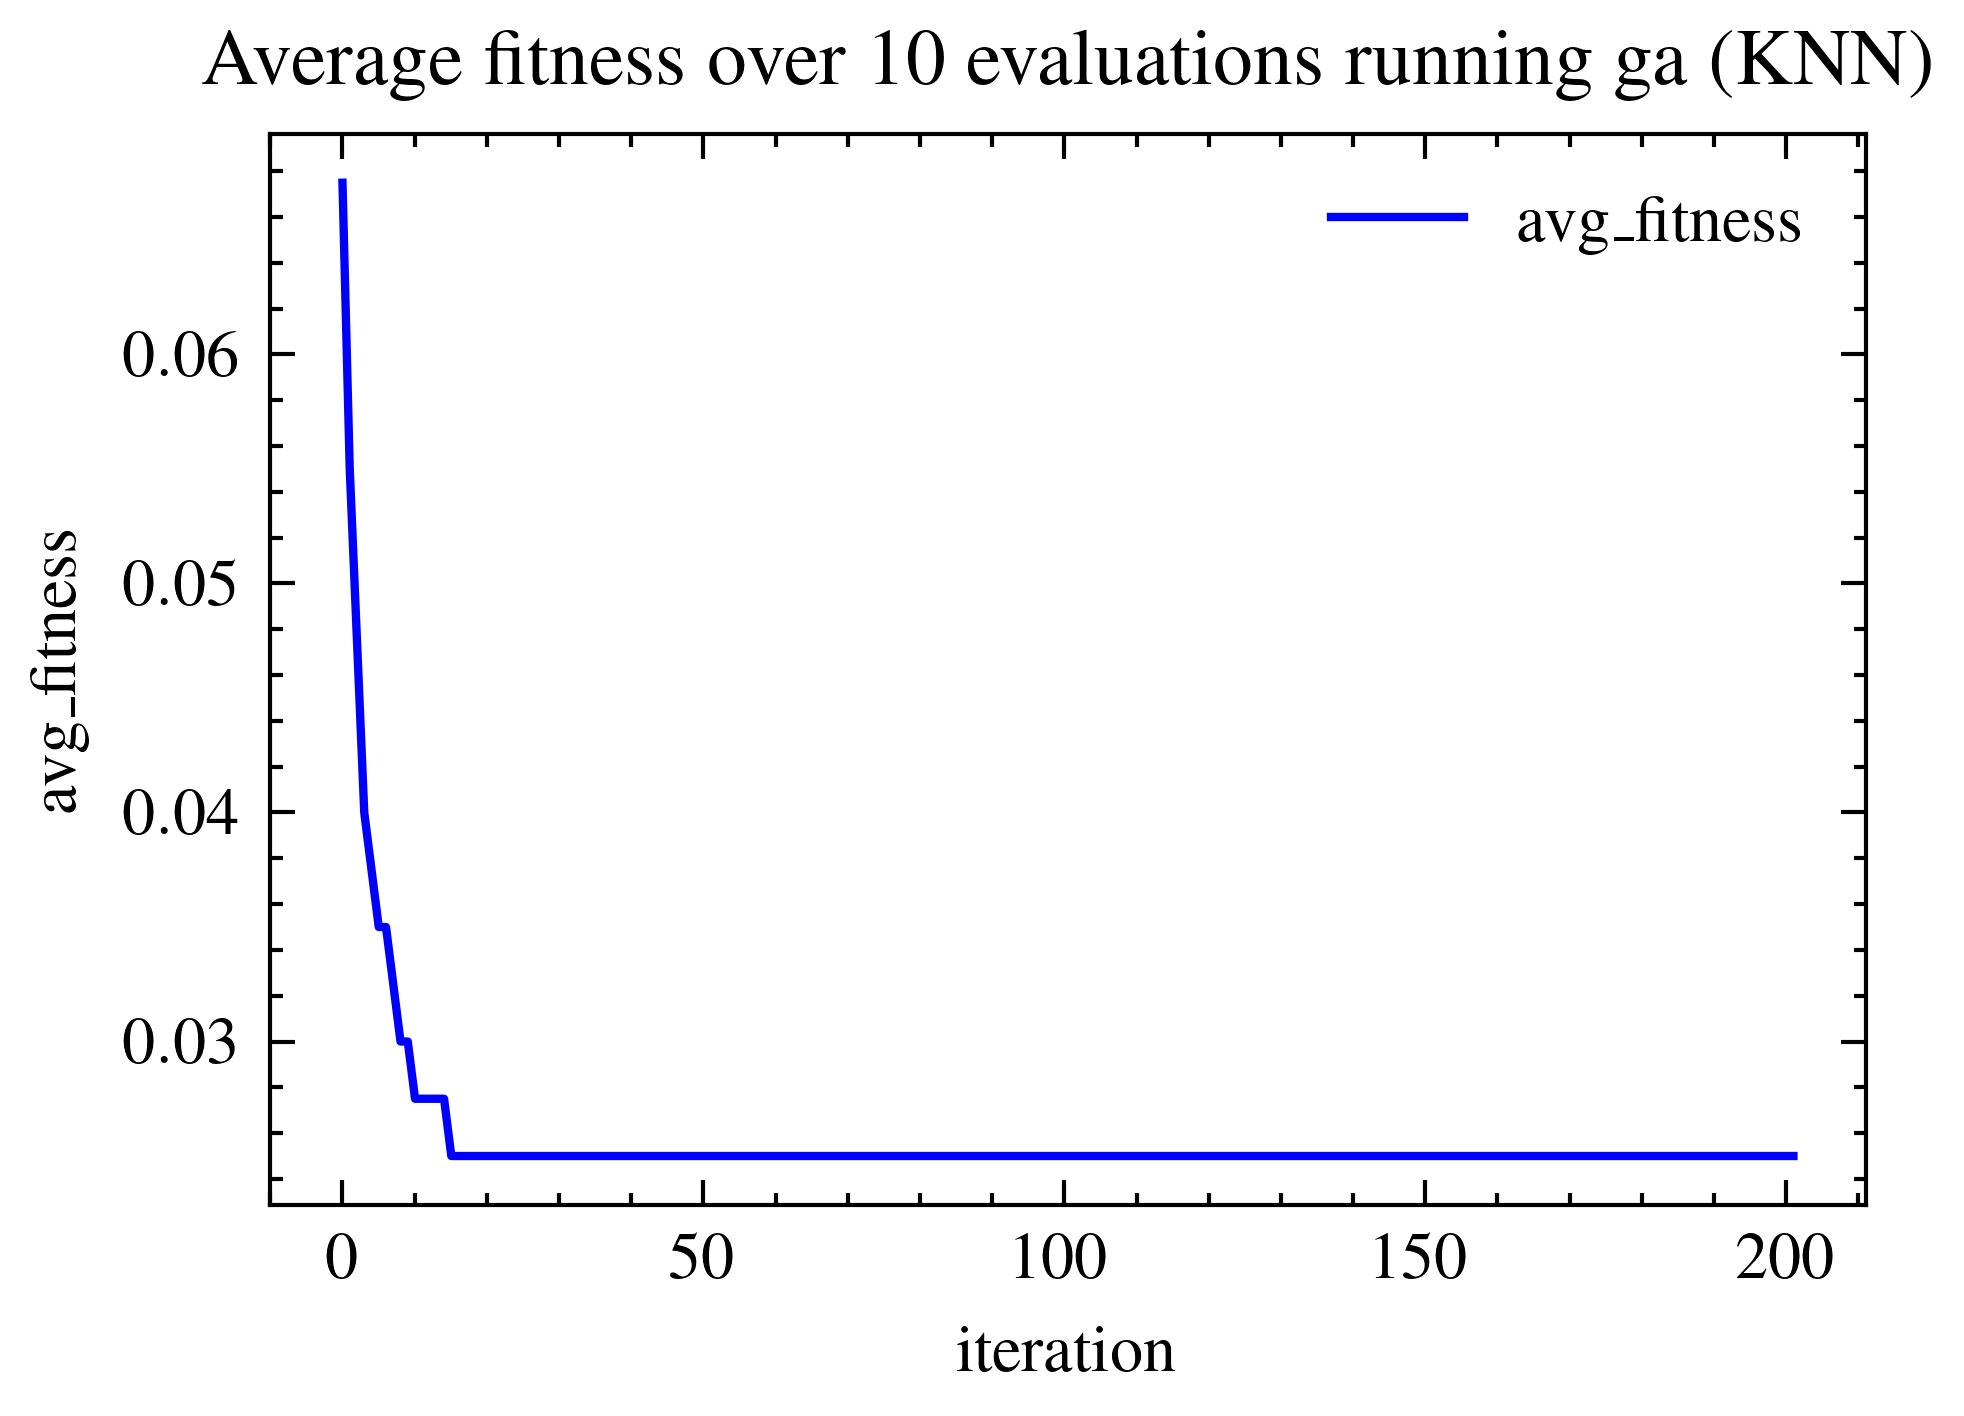 Average fitness over 10 evaluations running ga (KNN)
avg_fitness
avg_fitness
0.06
0.05
0.04
0.03
0 50 100 150 200
iteration